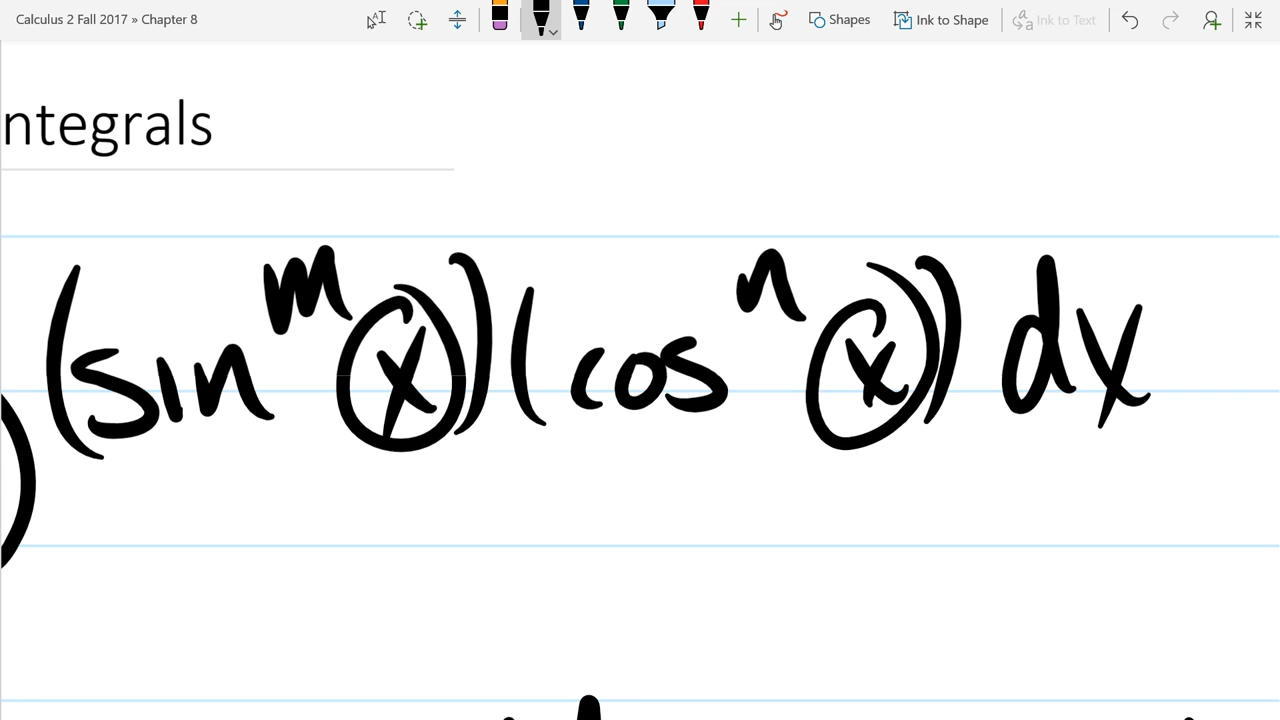 Calculus 2 Fall 2017 » Chapter 8
Shapes Ink to Shape Ink to Text
ntegrals
(sin^m(x))(cos^n(x)) dx